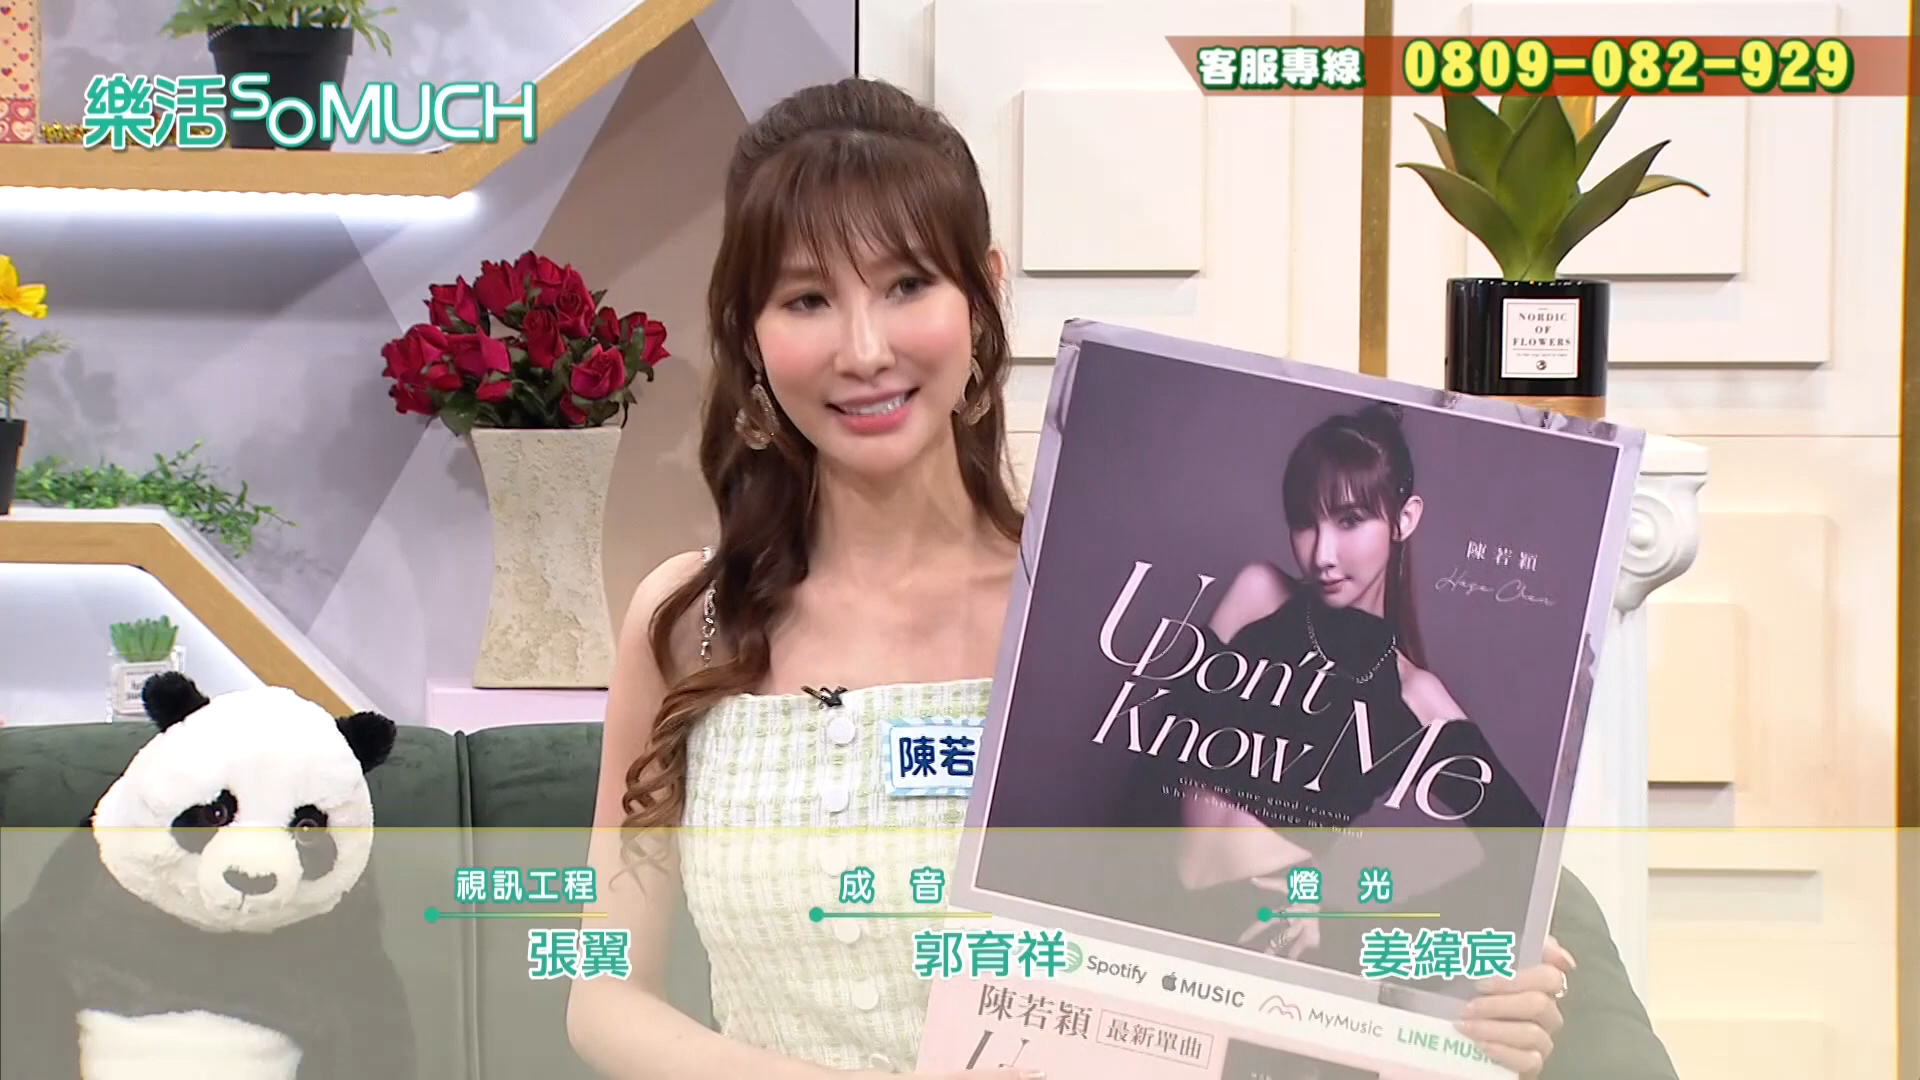 樂活SOMUCH
客服專線 0809-082-929
NORDIC
OF
FLOWERS
陳若穎
Haze Chen
U Don't
Know Me
Give me one good reason
Why I should change my mind
陳若
視訊工程
張翼
成音
郭育祥
燈光
姜緯宸
Spotify MUSIC MyMusic LINE MUSIC
陳若穎 最新單曲